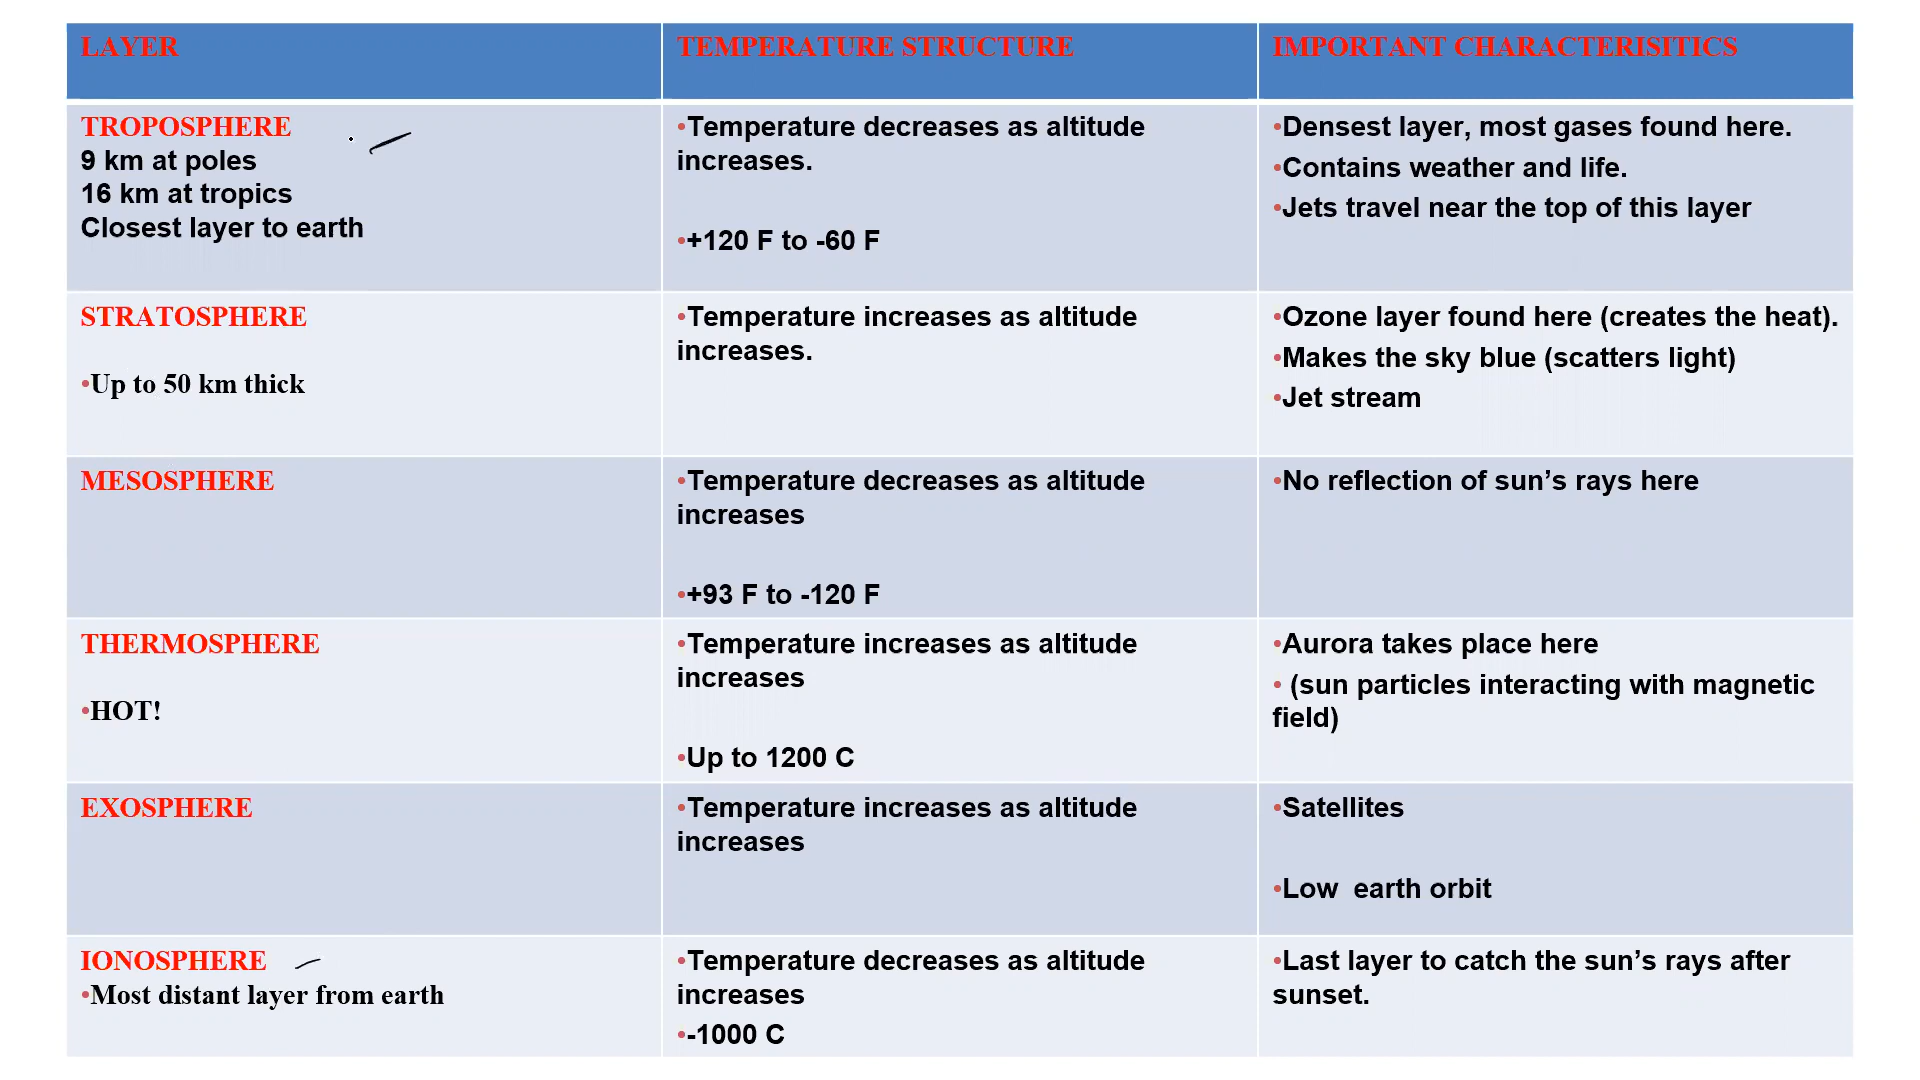 LAYER
TEMPERATURE STRUCTURE
IMPORTANT CHARACTERISITICS
TROPOSPHERE
9 km at poles
16 km at tropics
Closest layer to earth
•Temperature decreases as altitude
increases.
•+120 F to -60 F
•Densest layer, most gases found here.
•Contains weather and life.
•Jets travel near the top of this layer
STRATOSPHERE
•Up to 50 km thick
•Temperature increases as altitude
increases.
•Ozone layer found here (creates the heat).
•Makes the sky blue (scatters light)
•Jet stream
MESOSPHERE
•Temperature decreases as altitude
increases
•+93 F to -120 F
•No reflection of sun’s rays here
THERMOSPHERE
•HOT!
•Temperature increases as altitude
increases
•Up to 1200 C
•Aurora takes place here
• (sun particles interacting with magnetic
field)
EXOSPHERE
•Temperature increases as altitude
increases
•Satellites
•Low  earth orbit
IONOSPHERE
•Most distant layer from earth
•Temperature decreases as altitude
increases
•-1000 C
•Last layer to catch the sun’s rays after
sunset.